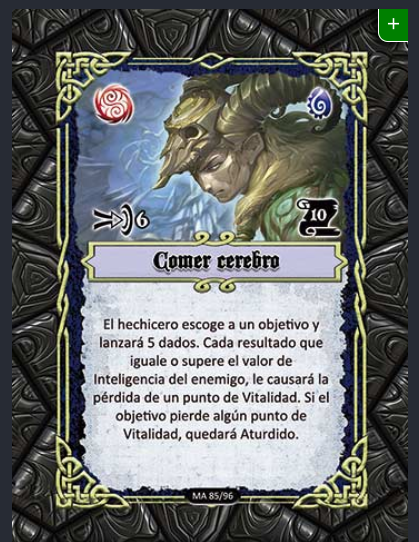 +
6
10
Comer cerebro
El hechicero escoge a un objetivo y
lanzará 5 dados. Cada resultado que
iguale o supere el valor de
Inteligencia del enemigo, le causará la
pérdida de un punto de Vitalidad. Si el
objetivo pierde algún punto de
Vitalidad, quedará Aturdido.
MA 85/96